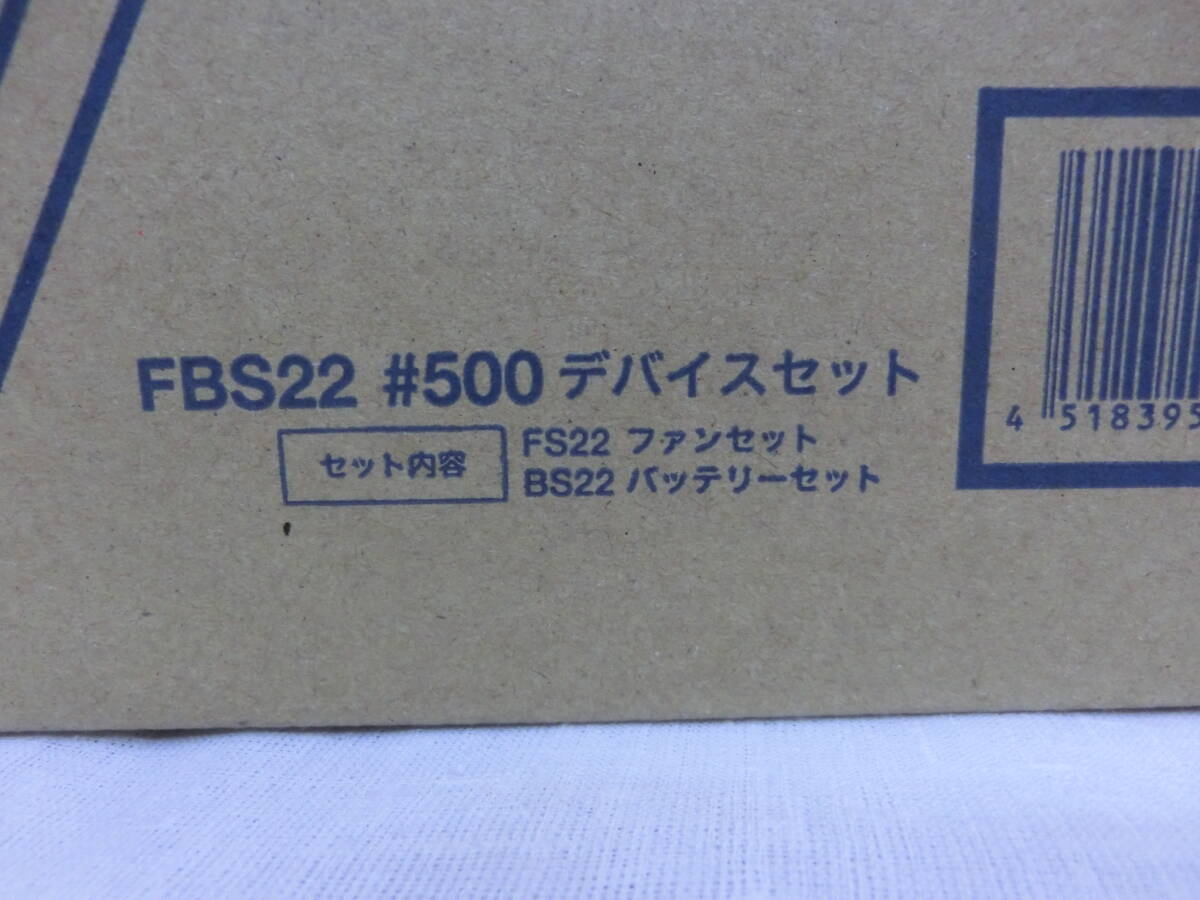 FBS22 #500 デバイスセット
セット内容
FS22 ファンセット
BS22 バッテリーセット
4 518395